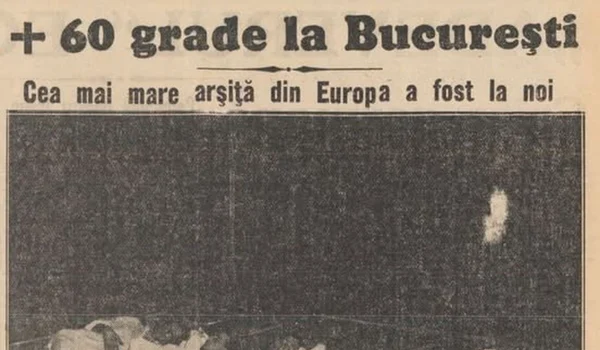 + 60 grade la Bucureşti
Cea mai mare arşiţă din Europa a fost la noi